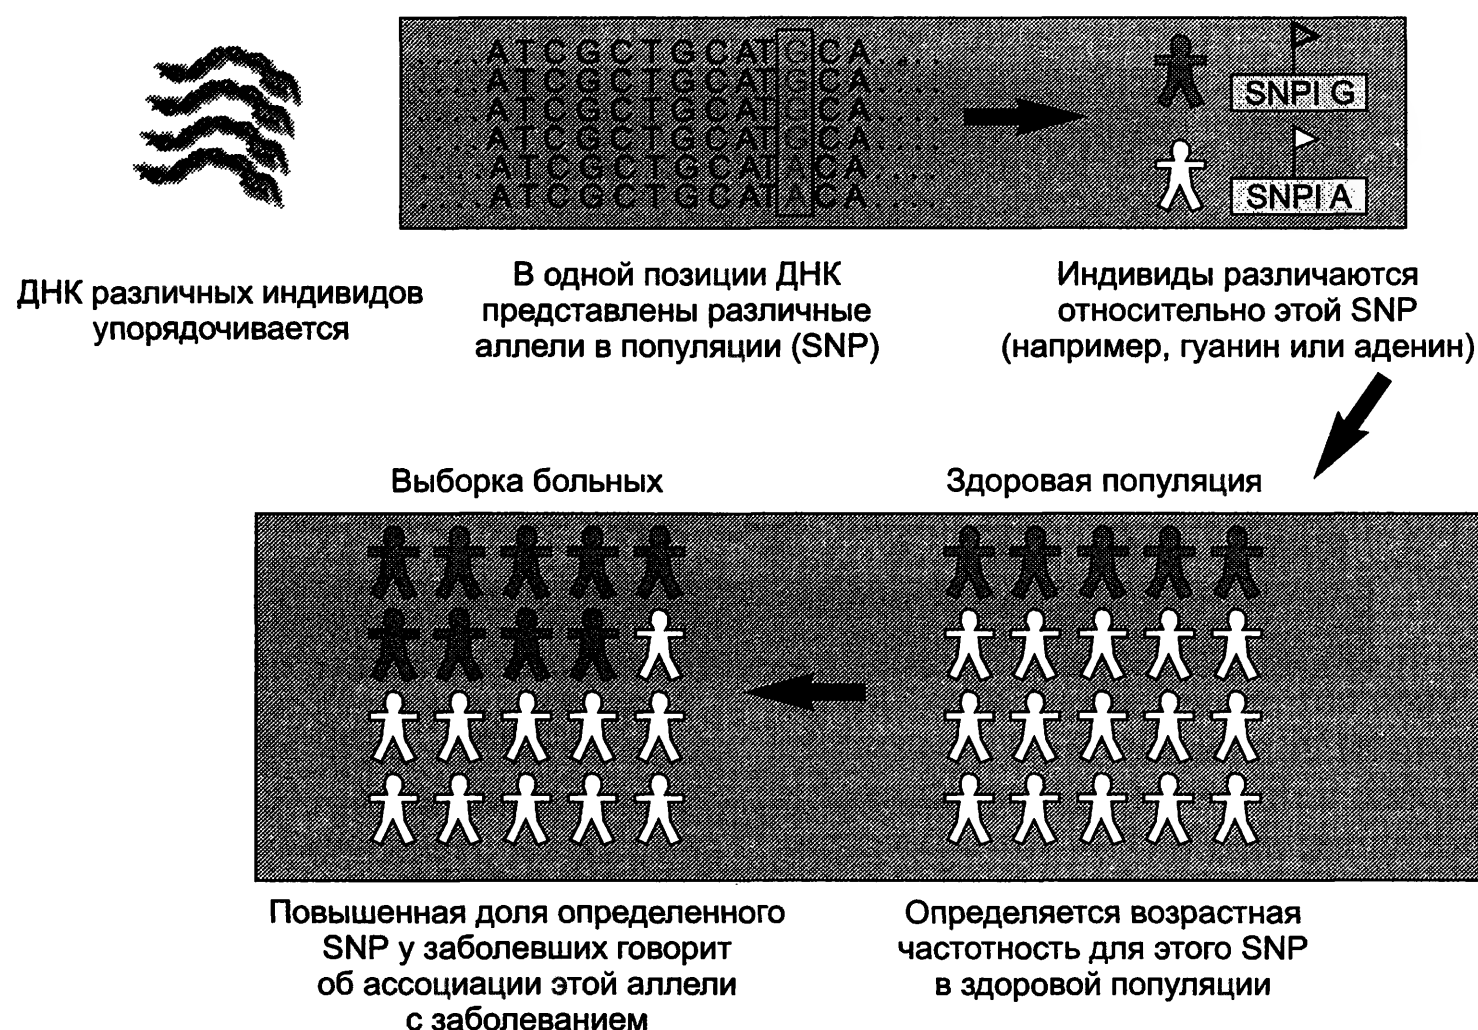 ....ATCGCTGCATGCA....
....ATCGCTGCATGCA....
....ATCGCTGCATGCA....
....ATCGCTGCATGCA....
....ATCGCTGCATACA....
....ATCGCTGCATACA....
SNPI G
SNPI A
ДНК различных индивидов
упорядочивается
В одной позиции ДНК
представлены различные
аллели в популяции (SNP)
Индивиды различаются
относительно этой SNP
(например, гуанин или аденин)
Выборка больных
Здоровая популяция
Повышенная доля определенного
SNP у заболевших говорит
об ассоциации этой аллели
с заболеванием
Определяется возрастная
частотность для этого SNP
в здоровой популяции